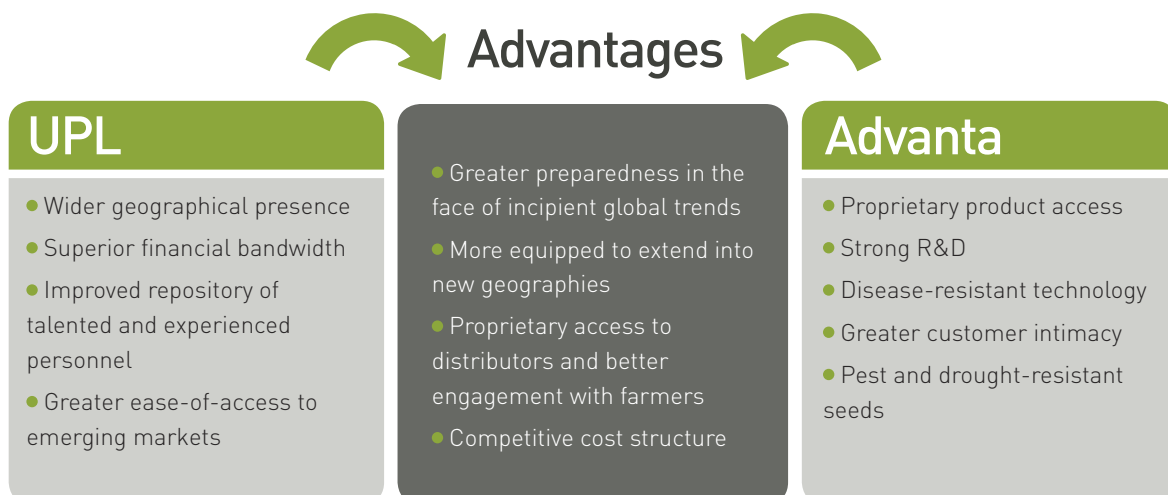 Advantages
UPL
• Wider geographical presence
• Superior financial bandwidth
• Improved repository of
talented and experienced
personnel
• Greater ease-of-access to
emerging markets
• Greater preparedness in the
face of incipient global trends
• More equipped to extend into
new geographies
• Proprietary access to
distributors and better
engagement with farmers
• Competitive cost structure
Advanta
• Proprietary product access
• Strong R&D
• Disease-resistant technology
• Greater customer intimacy
• Pest and drought-resistant
seeds